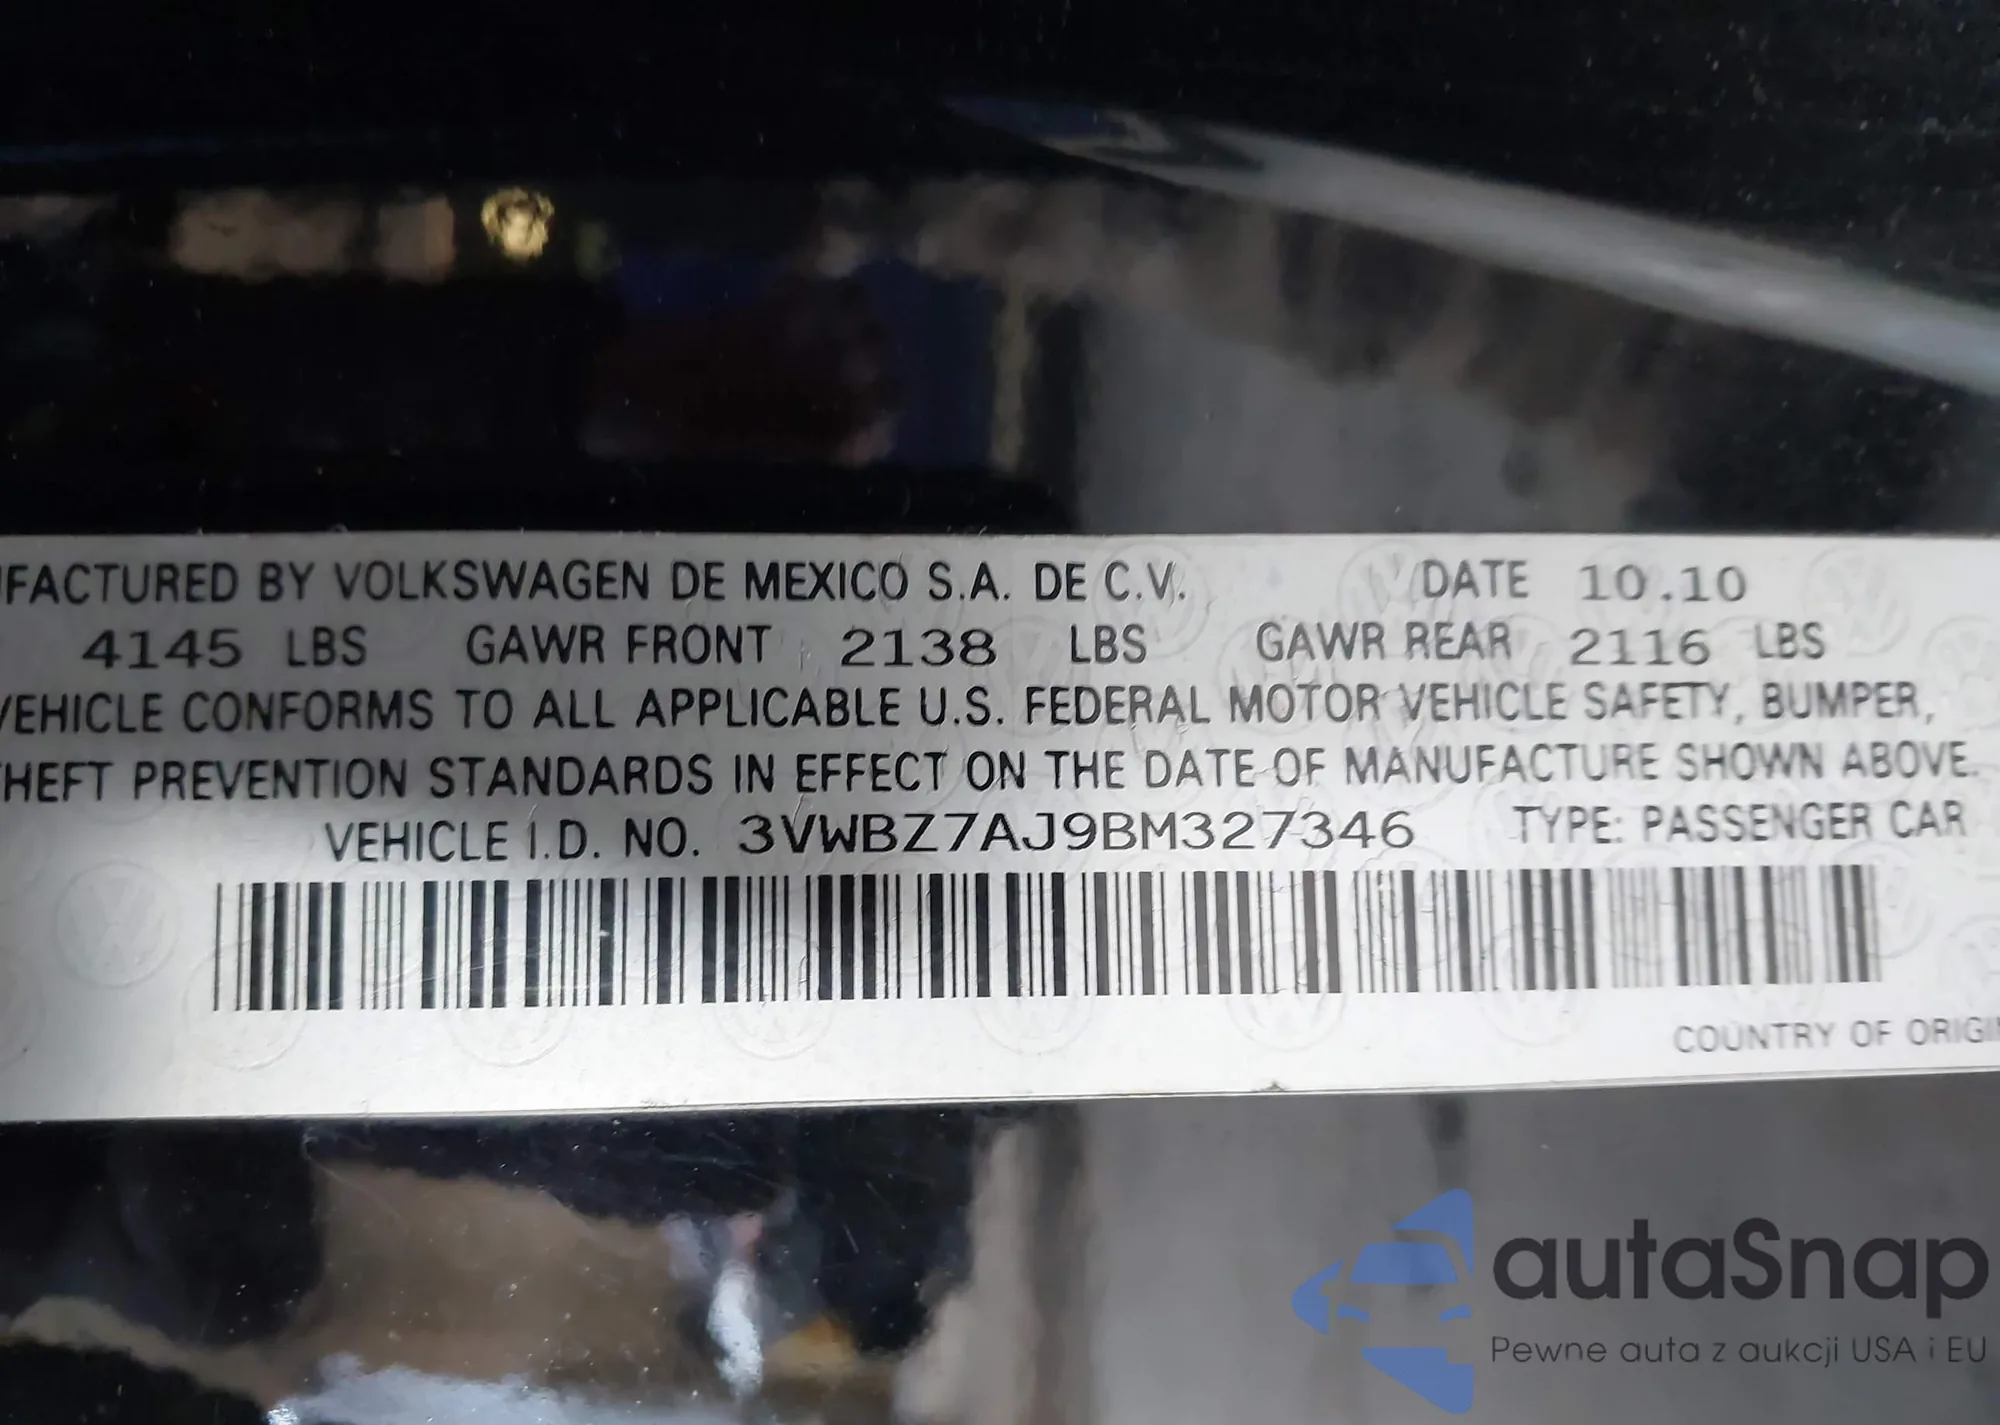 FACTURED BY VOLKSWAGEN DE MEXICO S.A. DE C.V. DATE 10.10
4145 LBS GAWR FRONT 2138 LBS GAWR REAR 2116 LBS
VEHICLE CONFORMS TO ALL APPLICABLE U.S. FEDERAL MOTOR VEHICLE SAFETY, BUMPER,
HEFT PREVENTION STANDARDS IN EFFECT ON THE DATE OF MANUFACTURE SHOWN ABOVE.
VEHICLE I.D. NO. 3VWBZ7AJ9BM327346 TYPE: PASSENGER CAR
COUNTRY OF ORIGI
autaSnap
Pewne auta z aukcji USA i EU